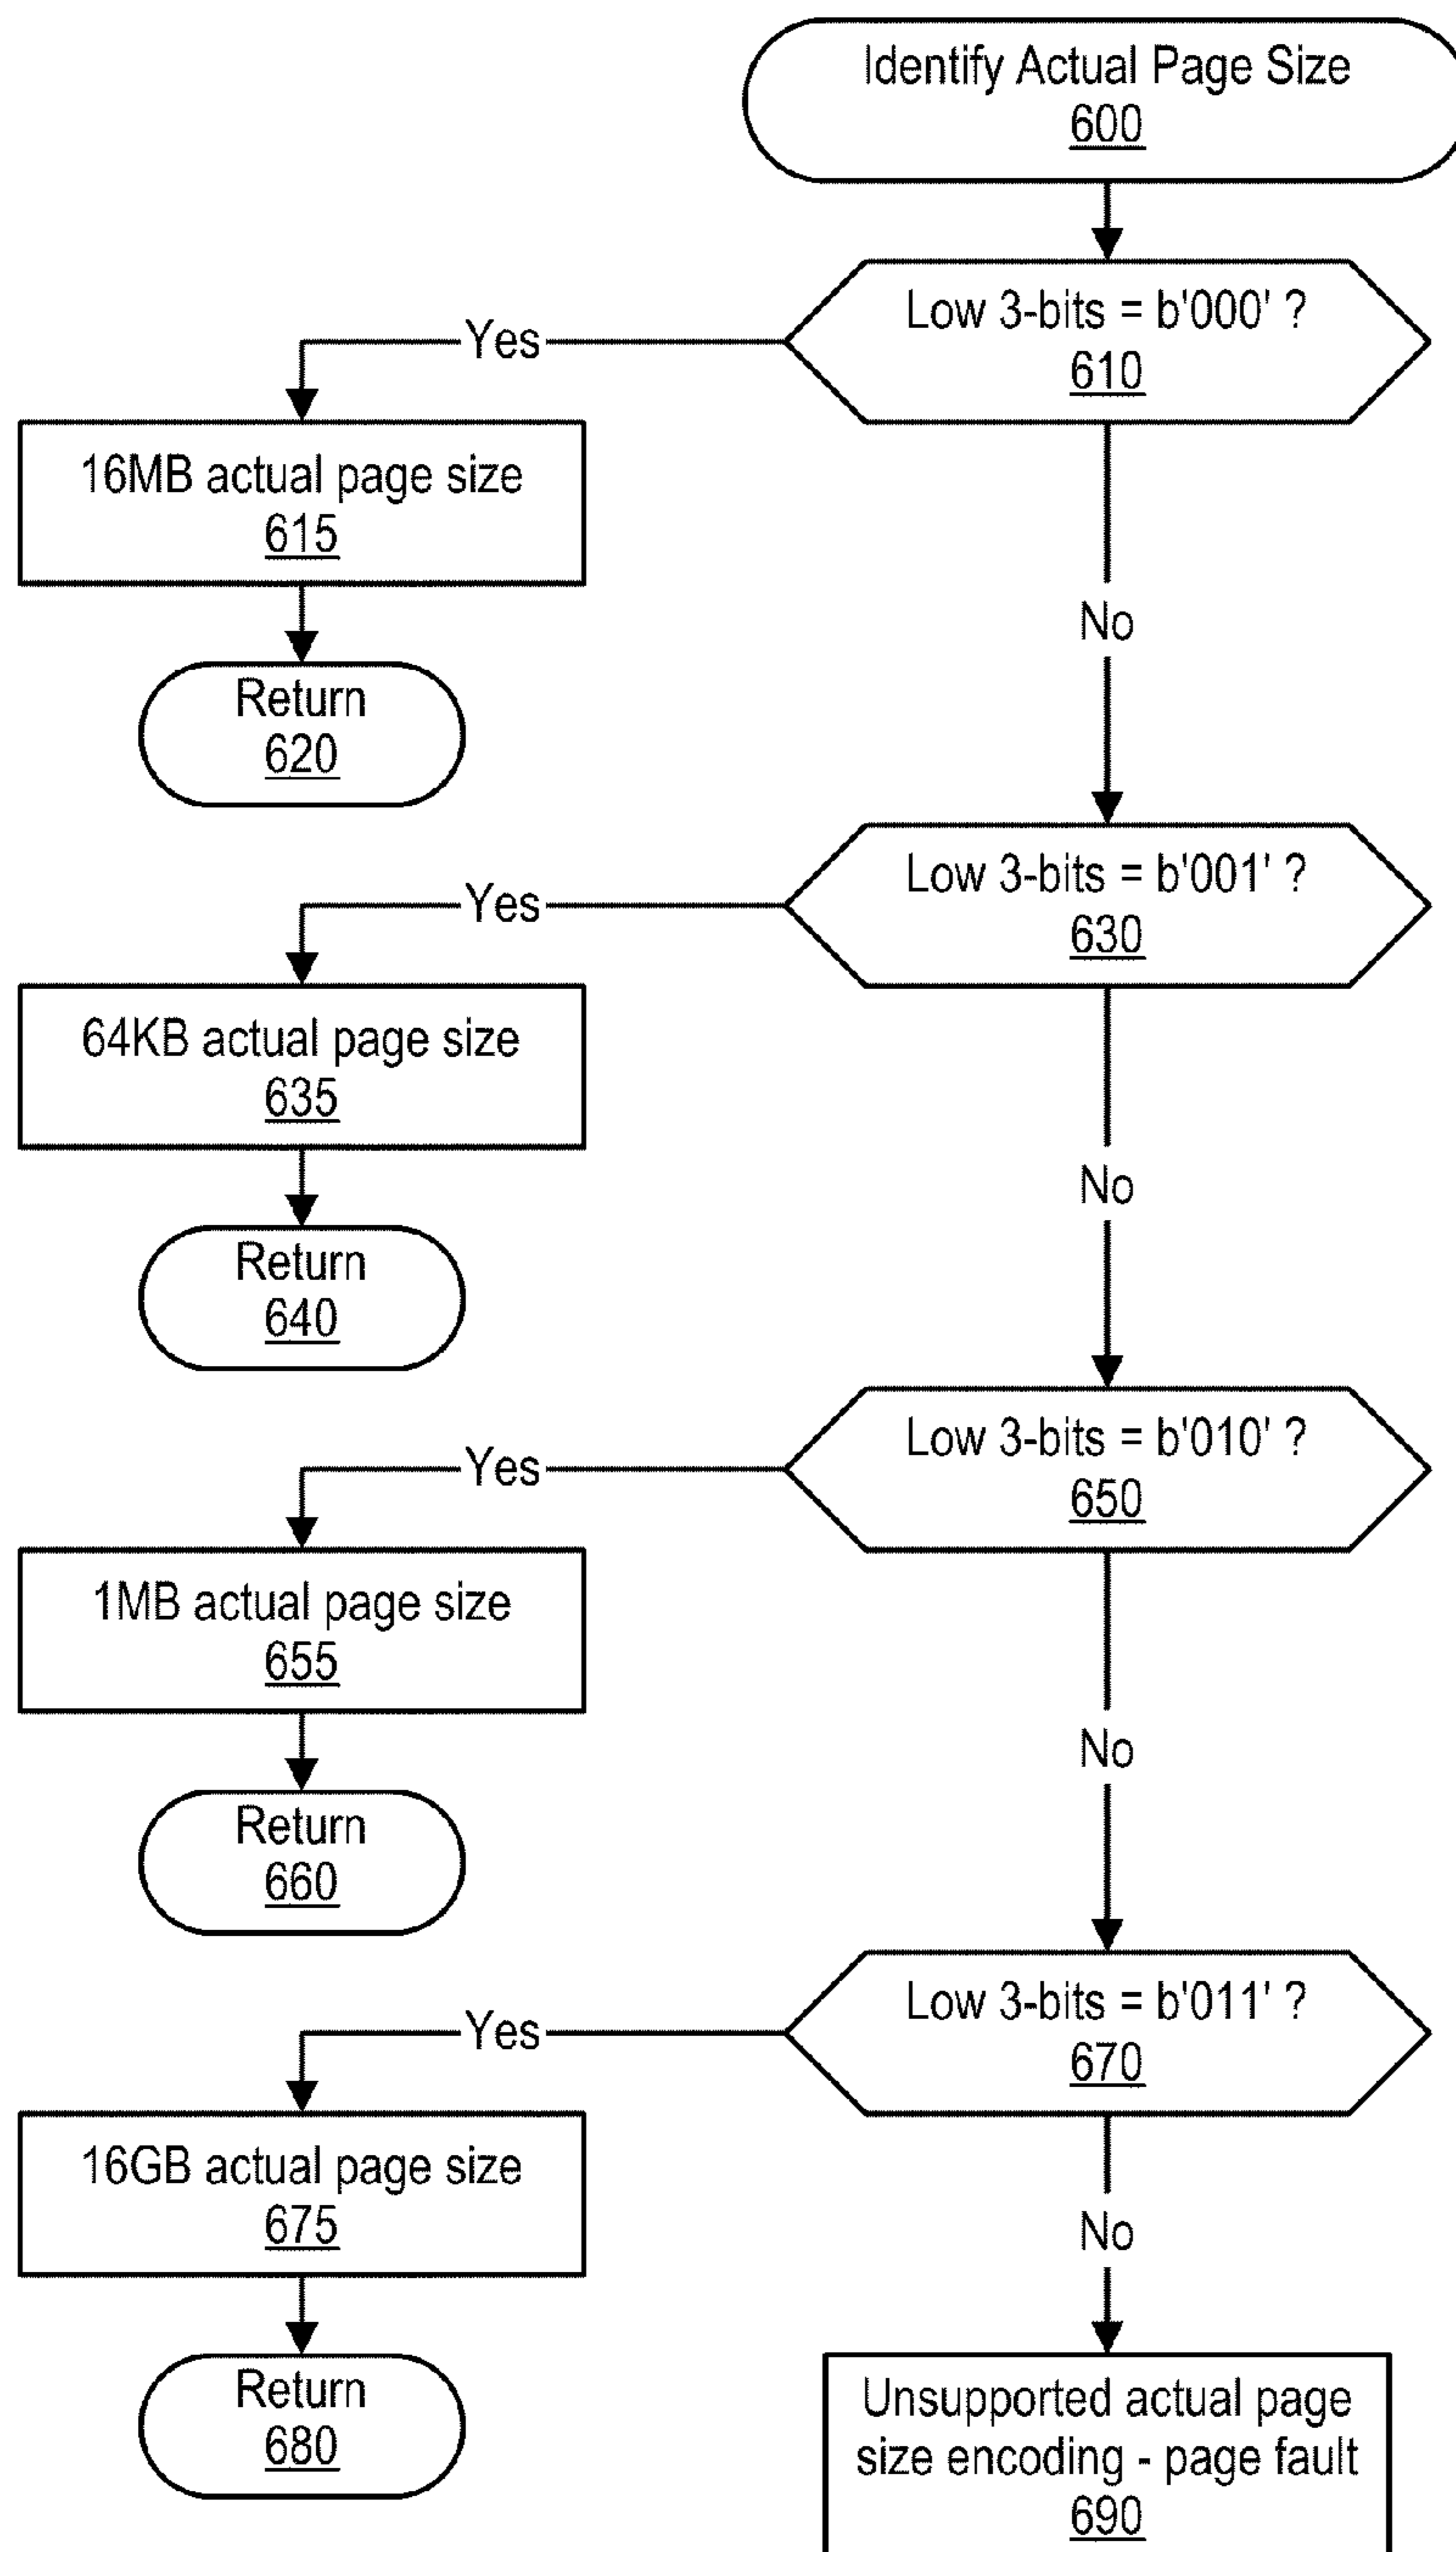 Identify Actual Page Size
600
Low 3-bits = b'000' ?
610
Yes
16MB actual page size
615
No
Return
620
Low 3-bits = b'001' ?
630
Yes
64KB actual page size
635
No
Return
640
Low 3-bits = b'010' ?
650
Yes
1MB actual page size
655
No
Return
660
Low 3-bits = b'011' ?
670
Yes
16GB actual page size
675
No
Return
680
Unsupported actual page
size encoding - page fault
690